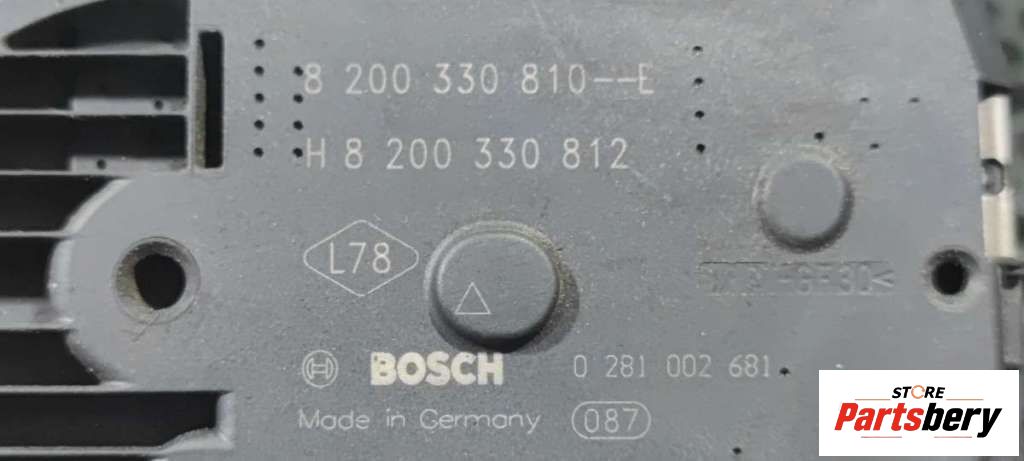 8 200 330 810--E
H 8 200 330 812
L78
BOSCH 0 281 002 681
Made in Germany 087
STORE
Partsbery